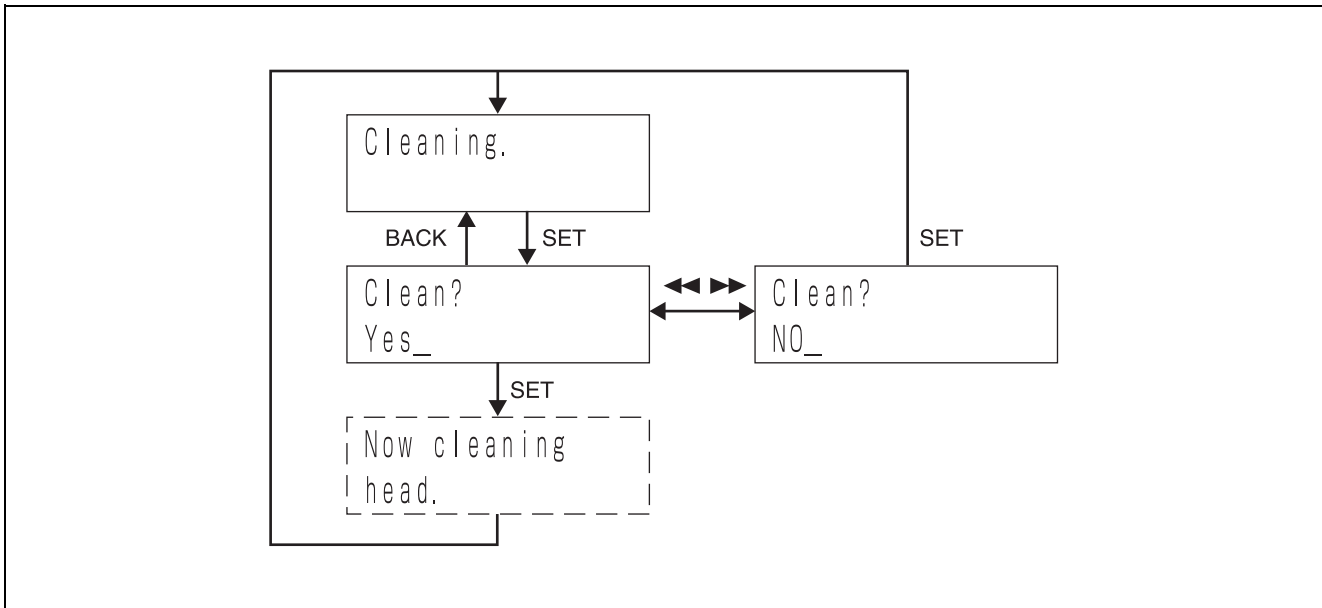 Cleaning.
BACK
SET
SET
Clean?
Yes_
Clean?
NO_
SET
Now cleaning
head.